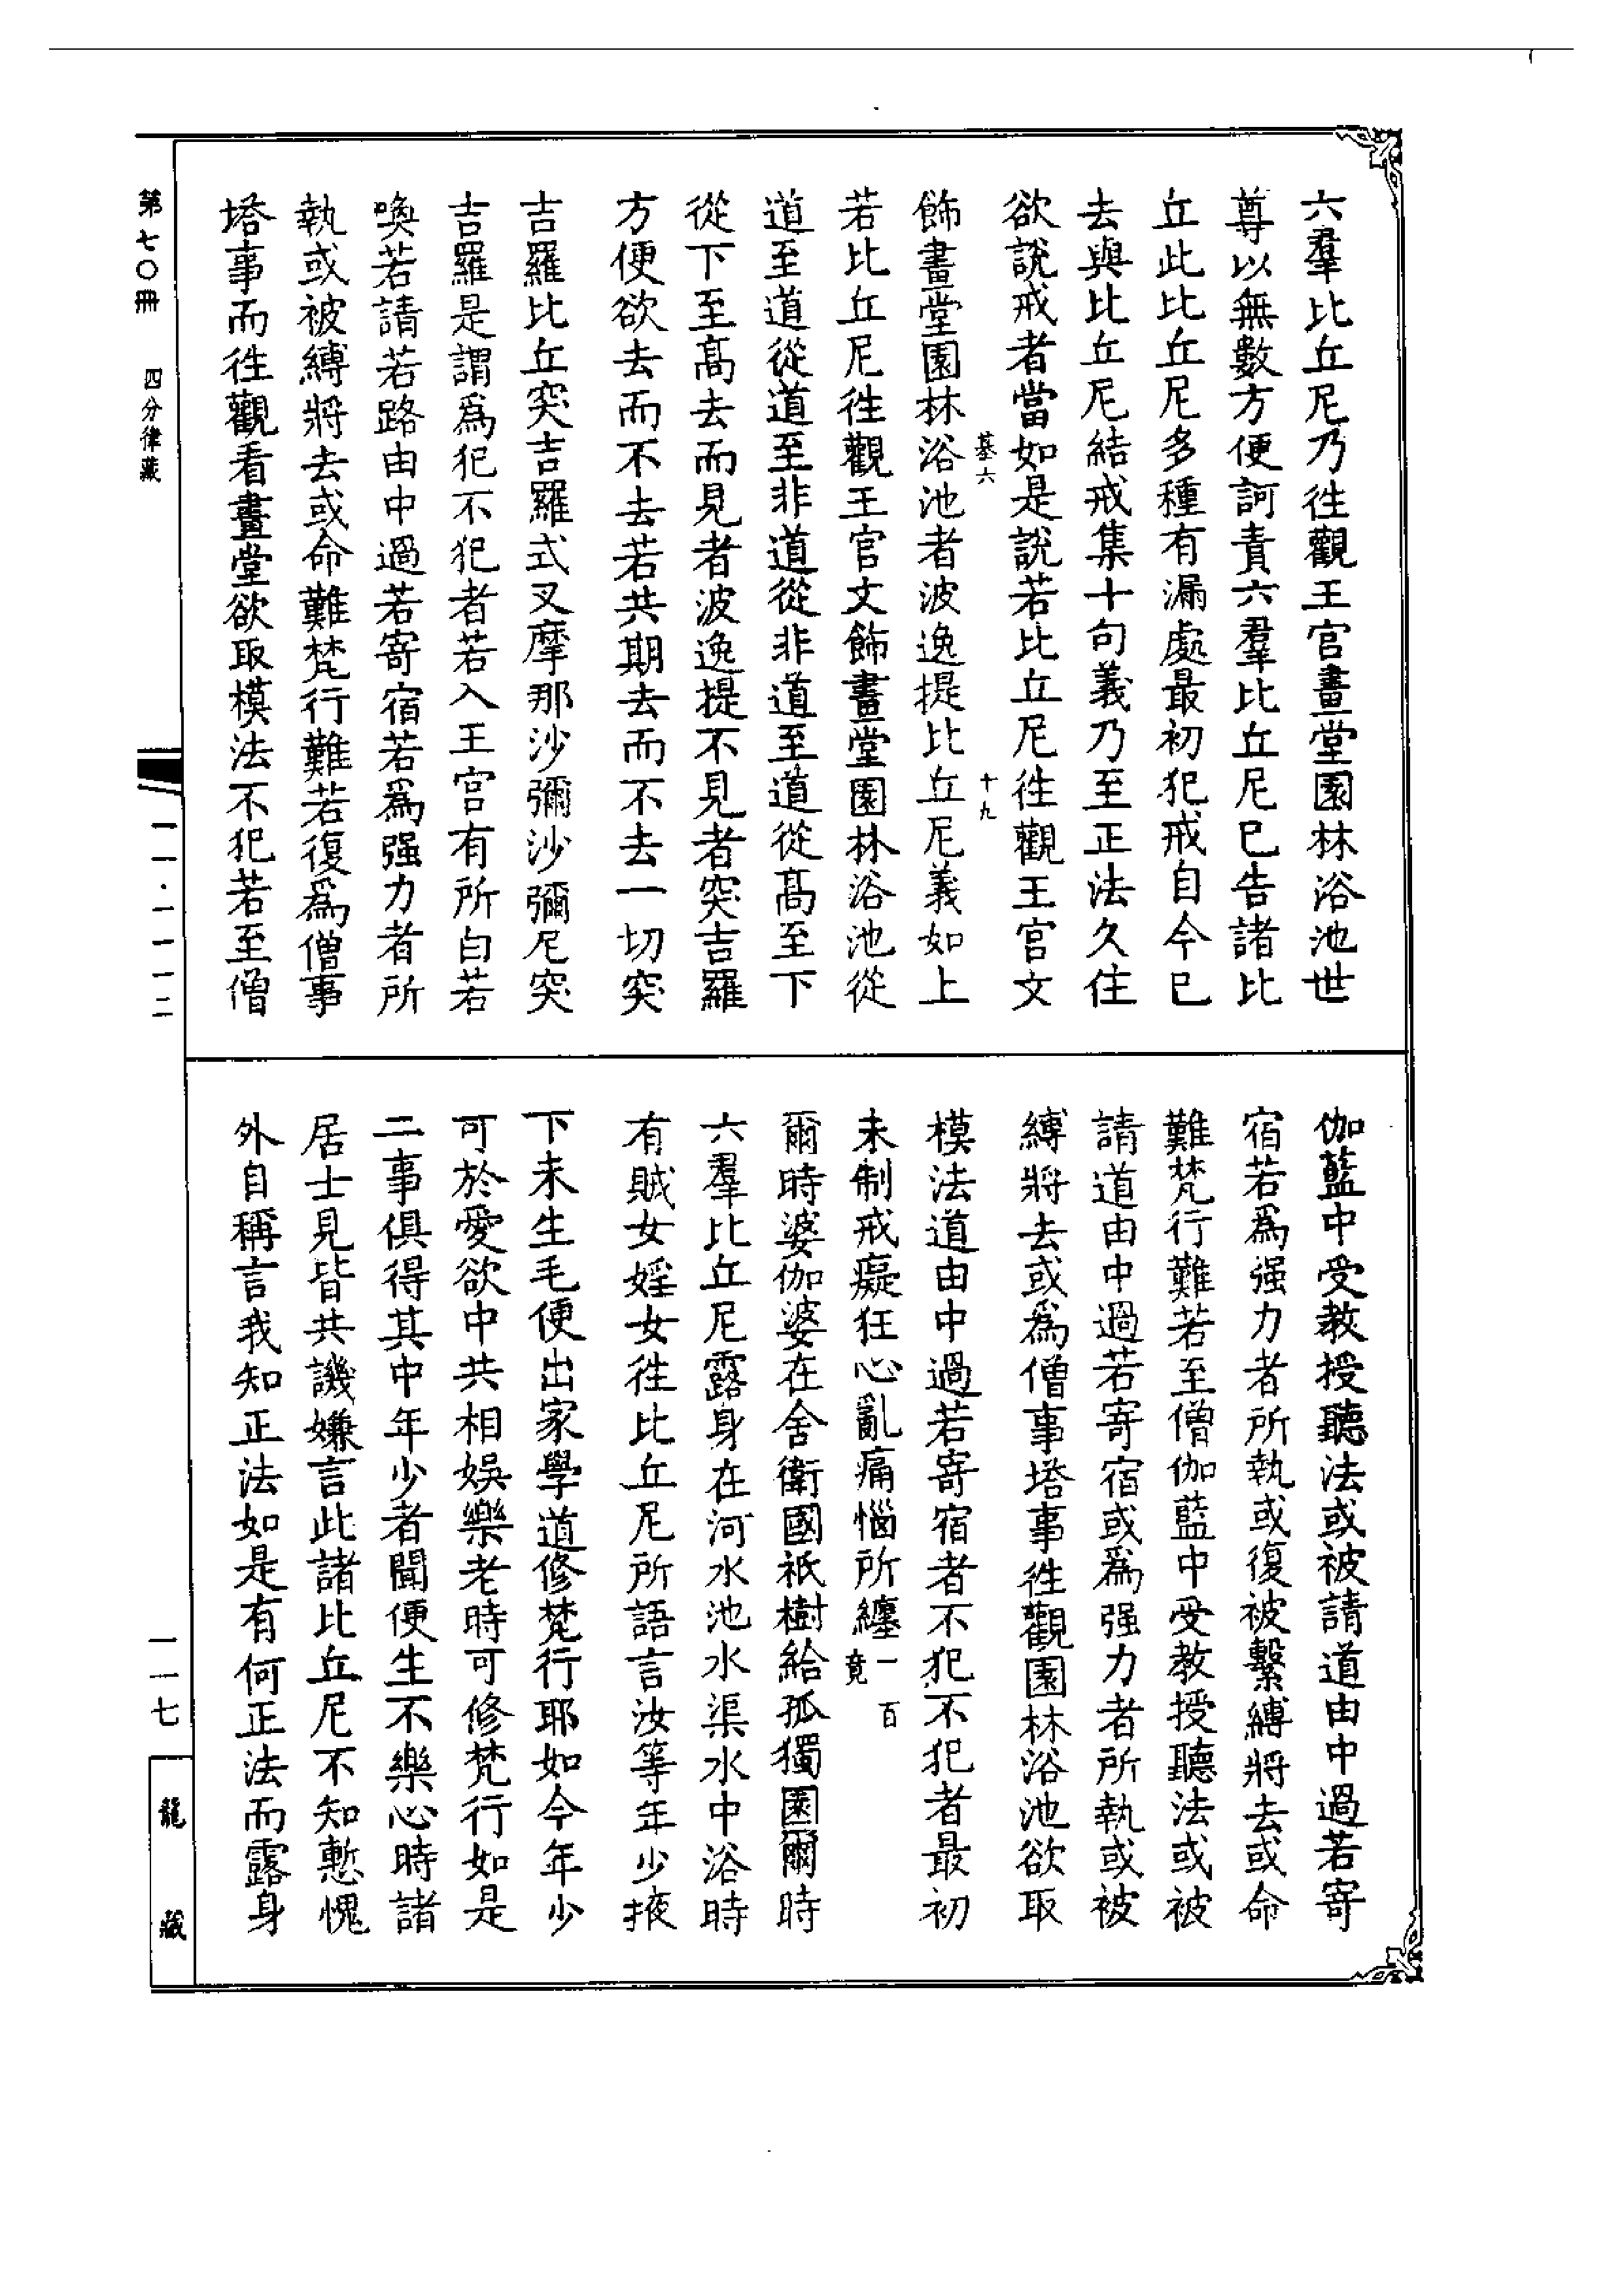 六羣比丘尼乃徃觀王官畫堂園林浴池世
尊以無數方便訶責六羣比丘尼已告諸比
丘此比丘尼多種有漏處最初犯戒自今已
去與比丘尼結戒集十句義乃至正法久住
欲說戒者當如是說若比丘尼徃觀王官文
基六 十九
飾畫堂園林浴池者波逸提比丘尼義如上
若比丘尼徃觀王官文飾畫堂園林浴池從
道至道從道至非道從非道至道從髙至下
從下至髙去而見者波逸提不見者突吉羅
方便欲去而不去若共期去而不去一切突
吉羅比丘突吉羅式叉摩那沙彌沙彌尼突
吉羅是謂爲犯不犯者若入王宫有所白若
喚若請若路由中過若寄宿若爲强力者所
執或被縛將去或命難梵行難若復爲僧事
塔事而徃觀看畫堂欲取模法不犯若至僧
伽藍中受教授聽法或被請道由中過若寄
宿若爲强力者所執或復被繫縛將去或命
難梵行難若至僧伽藍中受教授聽法或被
請道由中過若寄宿或爲强力者所執或被
縛將去或爲僧事塔事徃觀園林浴池欲取
模法道由中過若寄宿者不犯不犯者最初
未制戒癡狂心亂痛惱所纏一百竟
爾時婆伽婆在舍衛國祇樹給孤獨園爾時
六羣比丘尼露身在河水池水渠水中浴時
有賊女婬女徃比丘尼所語言汝等年少掖
下未生毛便出家學道修梵行耶如今年少
可於愛欲中共相娛樂老時可修梵行如是
二事俱得其中年少者聞便生不樂心時諸
居士見皆共譏嫌言此諸比丘尼不知慙愧
外自稱言我知正法如是有何正法而露身
第七〇冊 四分律藏
一一·一一一二
一一七
龍藏